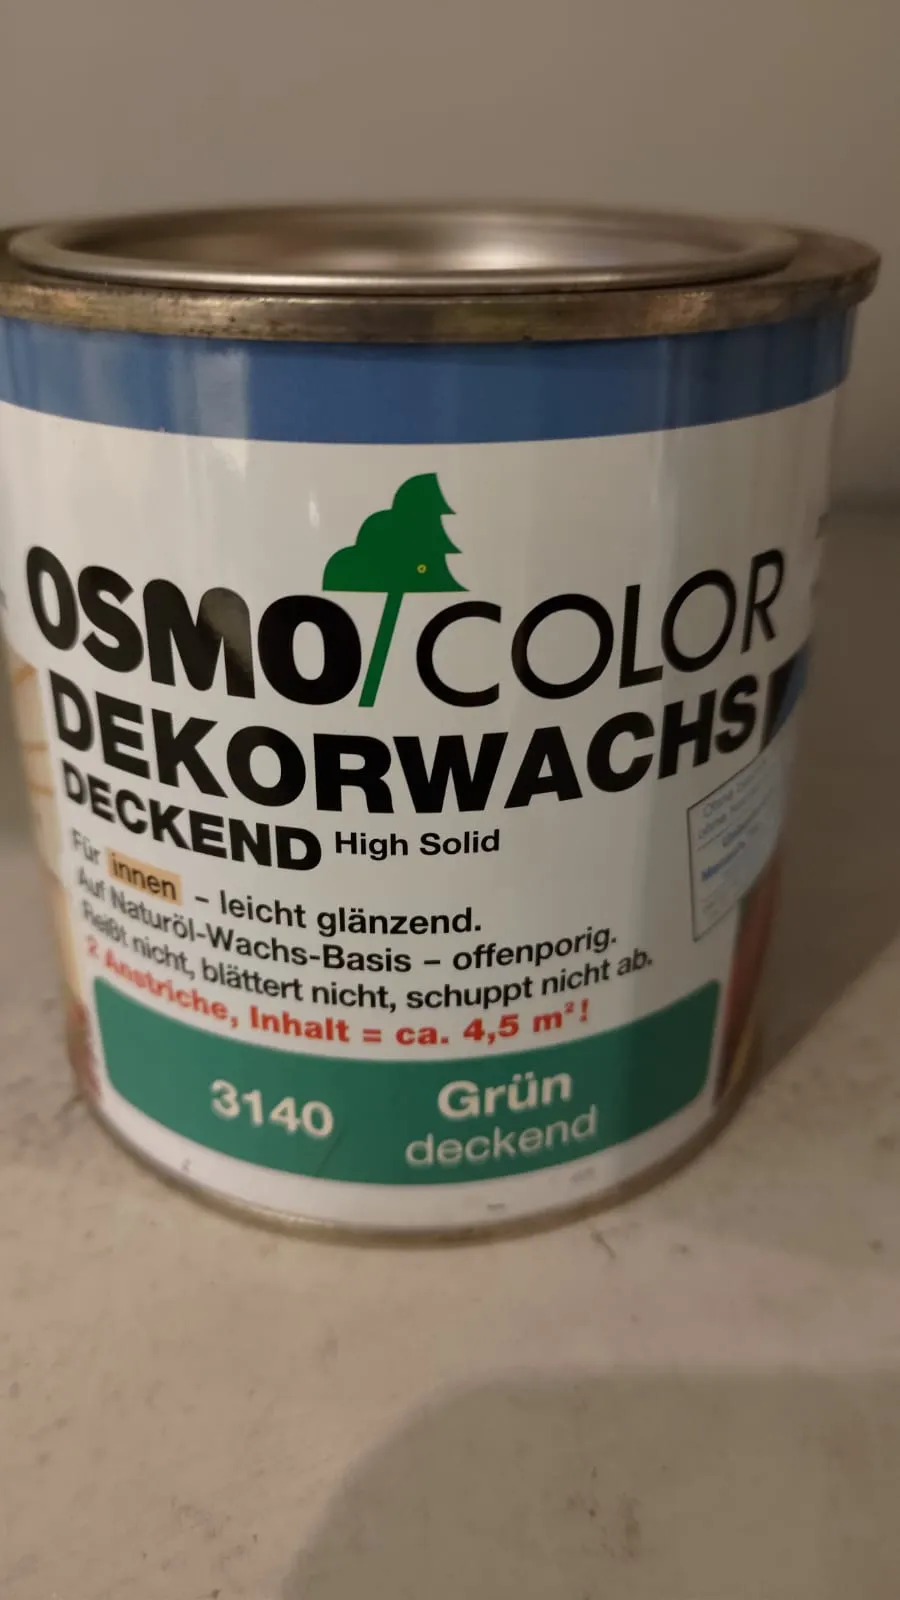 OSMO COLOR
DEKORWACHS
DECKEND High Solid
Für innen – leicht glänzend.
Auf Naturöl-Wachs-Basis – offenporig.
Reißt nicht, blättert nicht, schuppt nicht ab.
2 Anstriche, Inhalt = ca. 4,5 m²!
3140 Grün
deckend